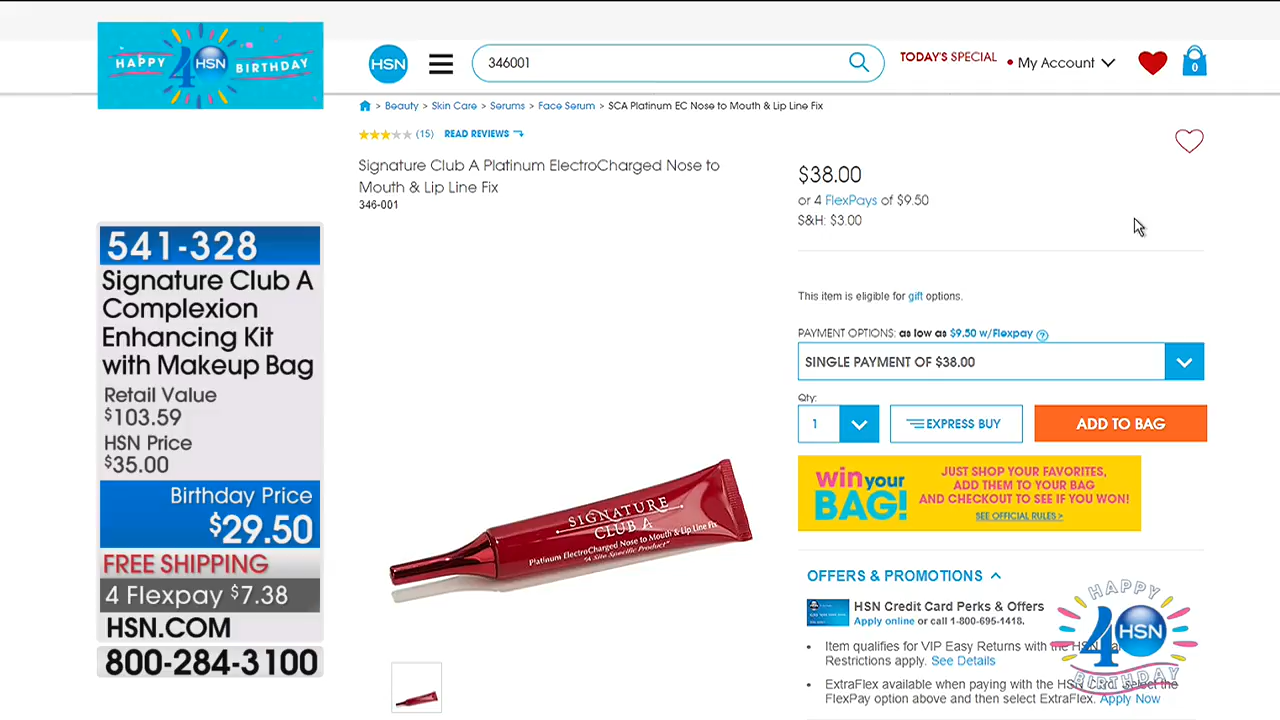 HAPPY 40 HSN BIRTHDAY
HSN
346001
TODAY'S SPECIAL
My Account
0
Beauty > Skin Care > Serums > Face Serum > SCA Platinum EC Nose to Mouth & Lip Line Fix
(15) READ REVIEWS
Signature Club A Platinum ElectroCharged Nose to
Mouth & Lip Line Fix
346-001
$38.00
or 4 FlexPays of $9.50
S&H: $3.00
This item is eligible for gift options.
PAYMENT OPTIONS: as low as $9.50 w/Flexpay ?
SINGLE PAYMENT OF $38.00
Qty:
1
EXPRESS BUY
ADD TO BAG
win your
BAG!
JUST SHOP YOUR FAVORITES,
ADD THEM TO YOUR BAG
AND CHECKOUT TO SEE IF YOU WON!
SEE OFFICIAL RULES >
OFFERS & PROMOTIONS
HSN Credit Card Perks & Offers
Apply online or call 1-800-695-1418.
Item qualifies for VIP Easy Returns with the HSN
Restrictions apply. See Details
ExtraFlex available when paying with the HSN Card. Select the
FlexPay option above and then select ExtraFlex. Apply Now
HAPPY
40 HSN
BIRTHDAY
SIGNATURE
CLUB A
Platinum ElectroCharged Nose to Mouth & Lip Line Fix
"A Site Specific Product"
541-328
Signature Club A
Complexion
Enhancing Kit
with Makeup Bag
Retail Value
$103.59
HSN Price
$35.00
Birthday Price
$29.50
FREE SHIPPING
4 Flexpay $7.38
HSN.COM
800-284-3100